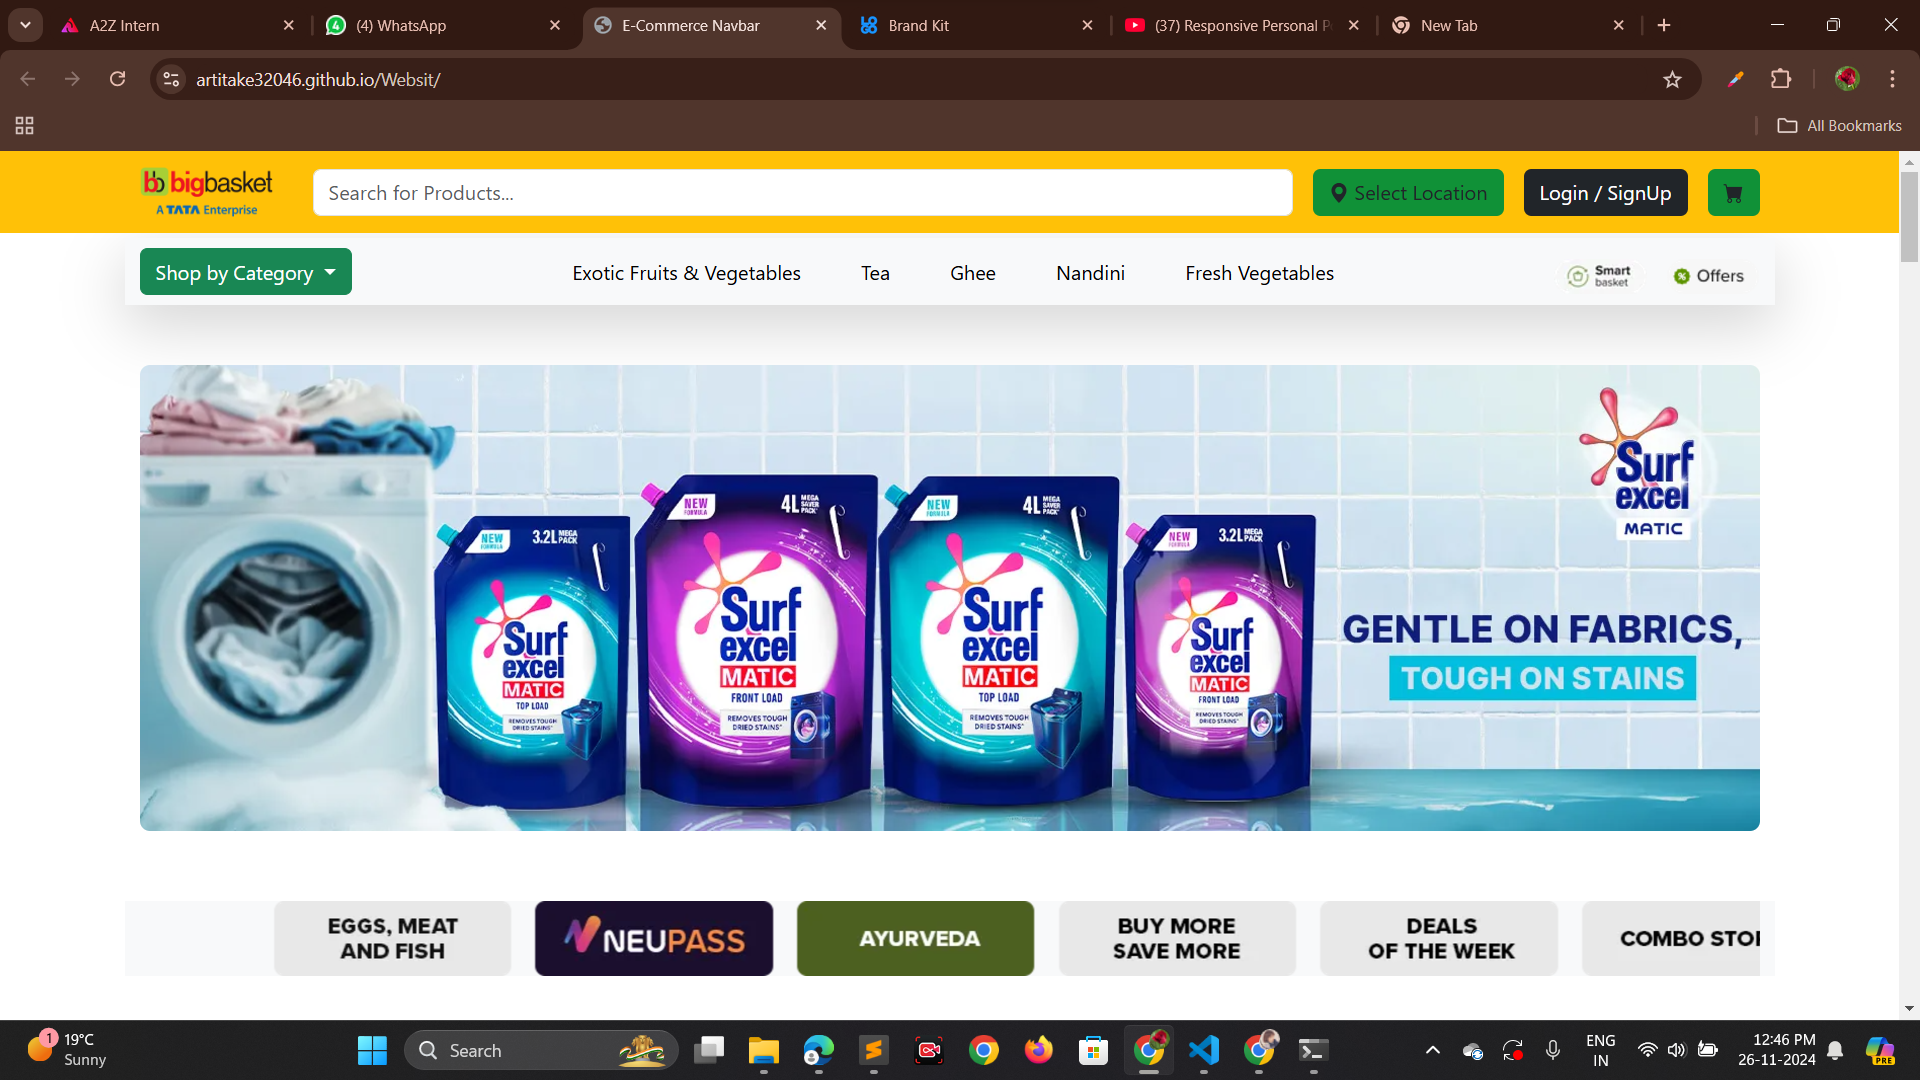 A2Z Intern
(4) WhatsApp
E-Commerce Navbar
Brand Kit
(37) Responsive Personal P
New Tab
artitake32046.github.io/Websit/
All Bookmarks
bb bigbasket
A TATA Enterprise
Search for Products...
Select Location
Login / SignUp
Shop by Category
Exotic Fruits & Vegetables
Tea
Ghee
Nandini
Fresh Vegetables
Smart
basket
Offers
Surf
excel
MATIC
NEW
FORMULA
3.2L MEGA
PACK
Surf
excel
MATIC
TOP LOAD
REMOVES TOUGH
DRIED STAINS*
NEW
FORMULA
4L MEGA
SAVER
PACK*
Surf
excel
MATIC
FRONT LOAD
REMOVES TOUGH
DRIED STAINS*
NEW
FORMULA
4L MEGA
SAVER
PACK*
Surf
excel
MATIC
TOP LOAD
REMOVES TOUGH
DRIED STAINS*
NEW
FORMULA
3.2L MEGA
PACK
Surf
excel
MATIC
FRONT LOAD
REMOVES TOUGH
DRIED STAINS*
GENTLE ON FABRICS,
TOUGH ON STAINS
EGGS, MEAT
AND FISH
NEUPASS
AYURVEDA
BUY MORE
SAVE MORE
DEALS
OF THE WEEK
COMBO STO
1
19°C
Sunny
Search
ENG
IN
12:46 PM
26-11-2024
PRE